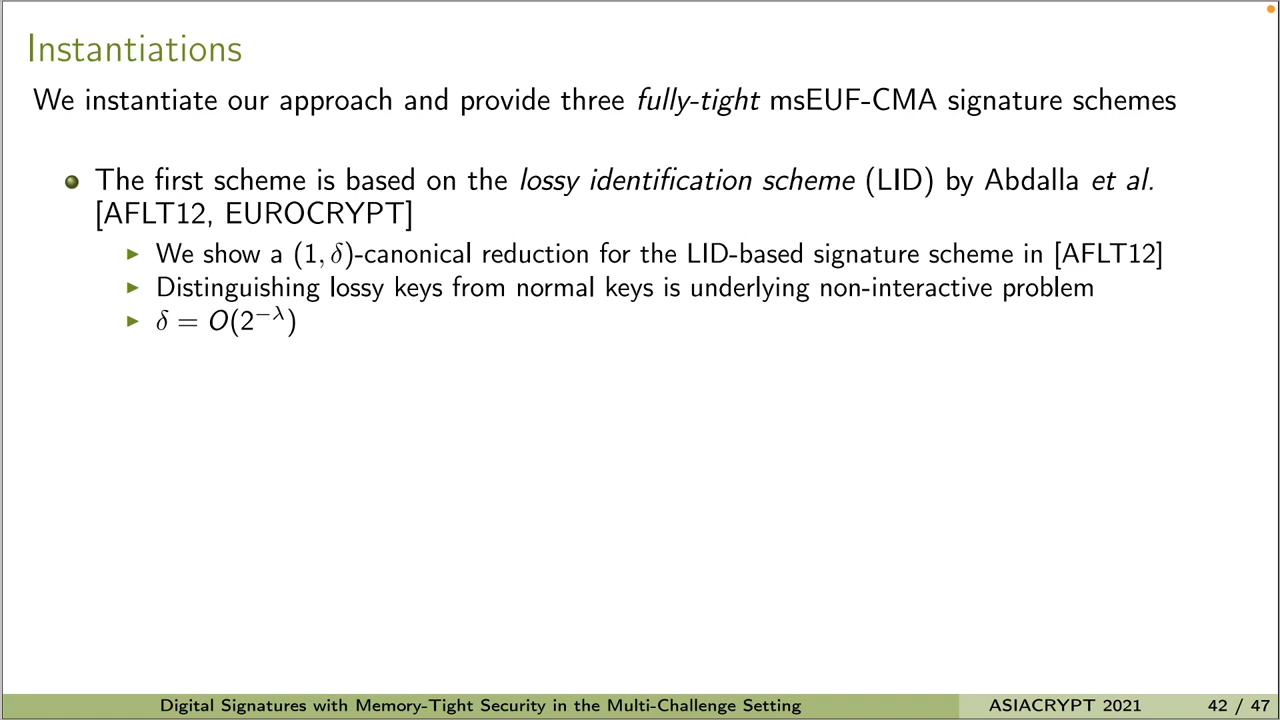 Instantiations
We instantiate our approach and provide three fully-tight msEUF-CMA signature schemes
The first scheme is based on the lossy identification scheme (LID) by Abdalla et al.
[AFLT12, EUROCRYPT]
We show a (1, δ)-canonical reduction for the LID-based signature scheme in [AFLT12]
Distinguishing lossy keys from normal keys is underlying non-interactive problem
δ = O(2^{−λ})
Digital Signatures with Memory-Tight Security in the Multi-Challenge Setting ASIACRYPT 2021 42 / 47